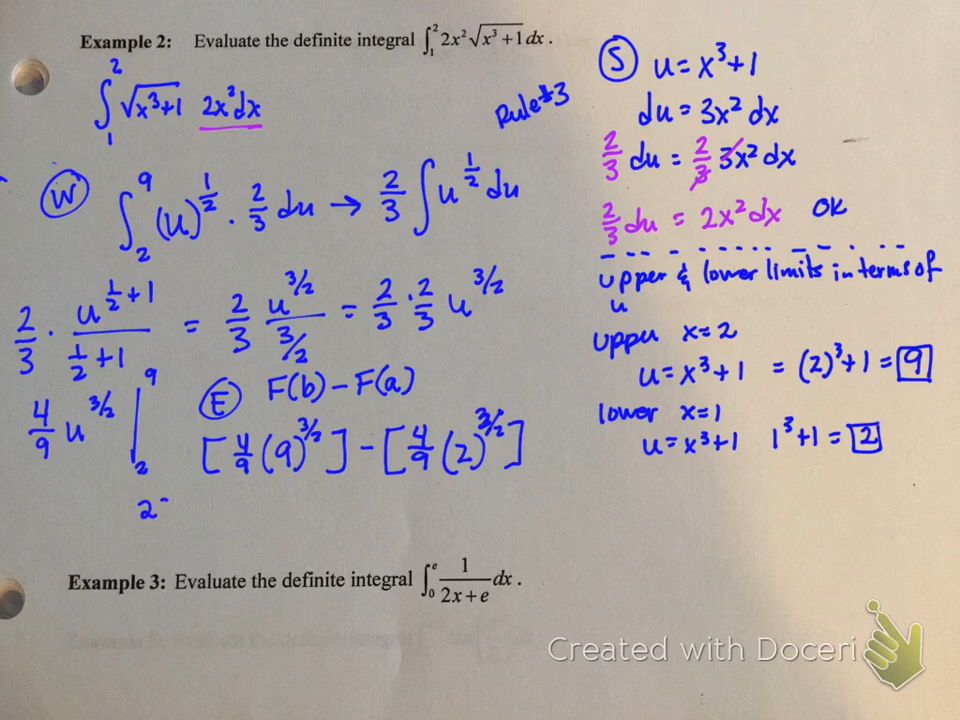 Example 2: Evaluate the definite integral ∫₁² 2x²√(x³+1) dx.
∫₁² √(x³+1) 2x²dx
Rule #3
Ⓦ ∫₂⁹ (u)^(1/2) · 2/3 du → 2/3 ∫ u^(1/2) du
2/3 · u^(1/2+1)/(1/2+1) = 2/3 u^(3/2)/(3/2) = 2/3 · 2/3 u^(3/2)
4/9 u^(3/2) |₂⁹
Ⓔ F(b) – F(a)
[4/9 (9)^(3/2)] – [4/9 (2)^(3/2)]
2
Ⓢ u = x³+1
du = 3x² dx
2/3 du = 2/3 3x² dx
2/3 du = 2x² dx OK
upper & lower limits in terms of
u
upper x=2
u = x³+1 = (2)³+1 = 9
lower x=1
u = x³+1 1³+1 = 2
Example 3: Evaluate the definite integral ∫₀ᵉ 1/(2x+e) dx.
Created with Doceri